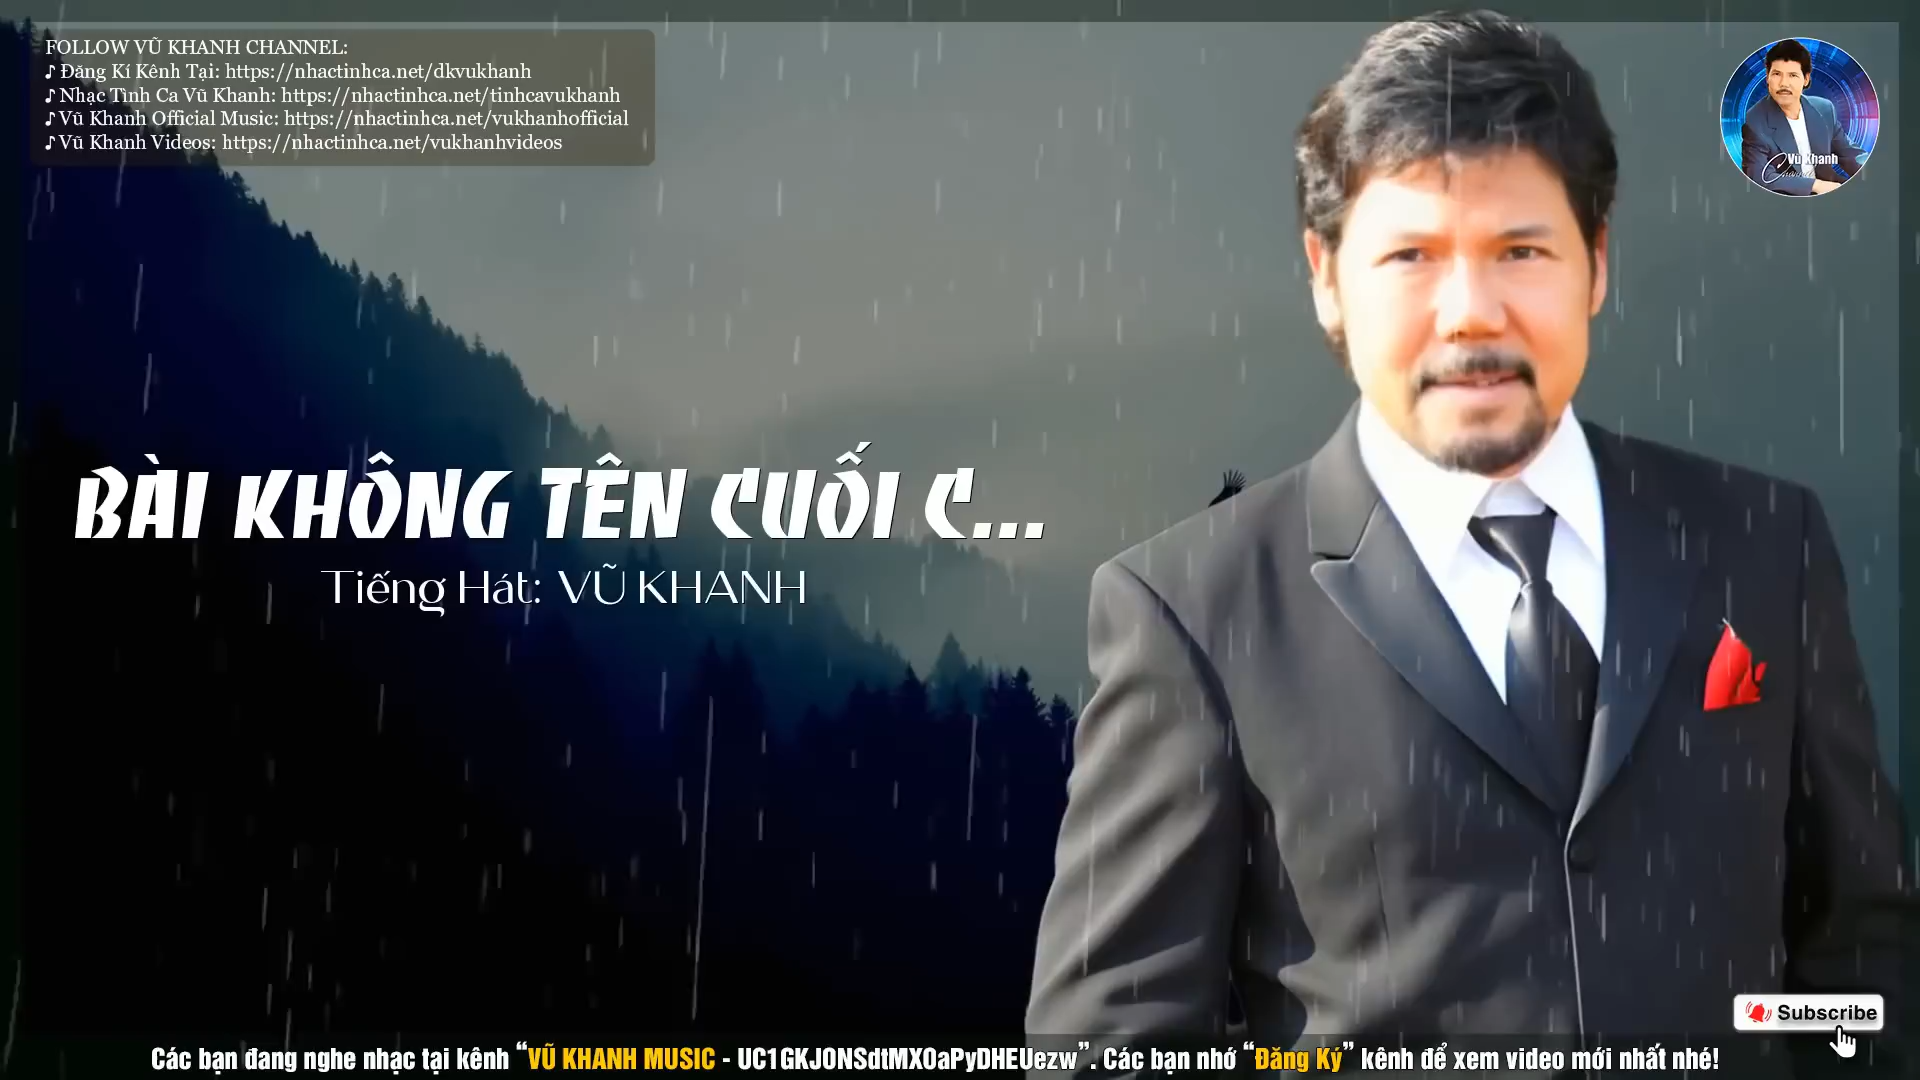 FOLLOW VŨ KHANH CHANNEL:
♪ Đăng Kí Kênh Tại: https://nhactinhca.net/dkvukhanh
♪ Nhạc Tình Ca Vũ Khanh: https://nhactinhca.net/tinhcavukhanh
♪ Vũ Khanh Official Music: https://nhactinhca.net/vukhanhofficial
♪ Vũ Khanh Videos: https://nhactinhca.net/vukhanhvideos
Vũ Khanh
Channel
BÀI KHÔNG TÊN CUỐI C...
Tiếng Hát: VŨ KHANH
Subscribe
Các bạn đang nghe nhạc tại kênh “VŨ KHANH MUSIC - UC1GKJONSdtMXOaPyDHEUezw”. Các bạn nhớ “Đăng Ký” kênh để xem video mới nhất nhé!